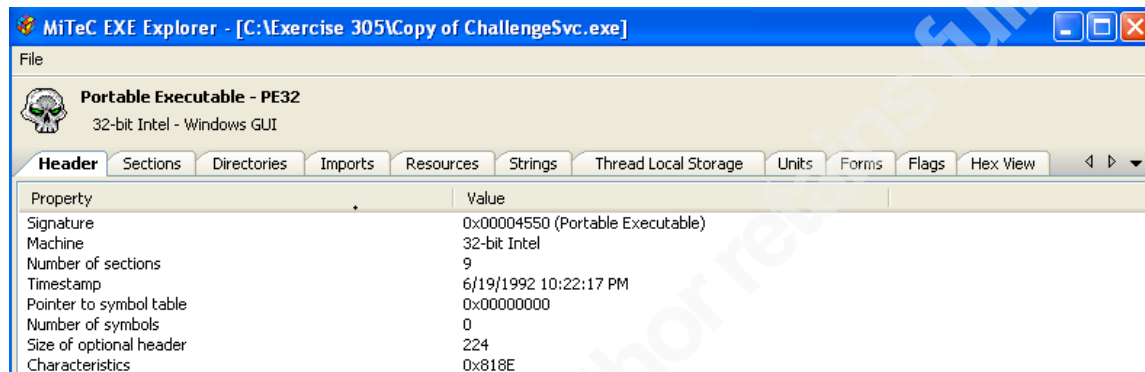 MiTeC EXE Explorer - [C:\Exercise 305\Copy of ChallengeSvc.exe]
File
Portable Executable - PE32
32-bit Intel - Windows GUI
Header Sections Directories Imports Resources Strings Thread Local Storage Units Forms Flags Hex View
Property Value
Signature 0x00004550 (Portable Executable)
Machine 32-bit Intel
Number of sections 9
Timestamp 6/19/1992 10:22:17 PM
Pointer to symbol table 0x00000000
Number of symbols 0
Size of optional header 224
Characteristics 0x818E
hor retains full